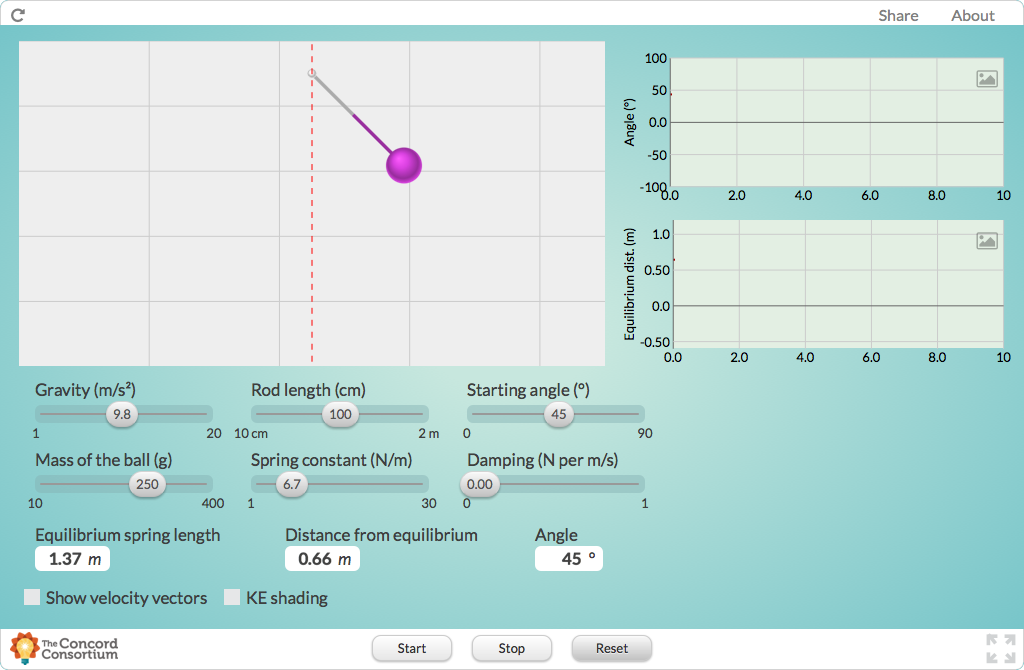 Share About
100
50
0.0
-50
-100
Angle (°)
0.0 2.0 4.0 6.0 8.0 10
1.0
0.50
0.0
-0.50
Equilibrium dist. (m)
0.0 2.0 4.0 6.0 8.0 10
Gravity (m/s²) Rod length (cm) Starting angle (°)
9.8 100 45
1 20 10 cm 2 m 0 90
Mass of the ball (g) Spring constant (N/m) Damping (N per m/s)
250 6.7 0.00
10 400 1 30 0 1
Equilibrium spring length Distance from equilibrium Angle
1.37 m 0.66 m 45 °
Show velocity vectors KE shading
The Concord
Consortium
Start Stop Reset